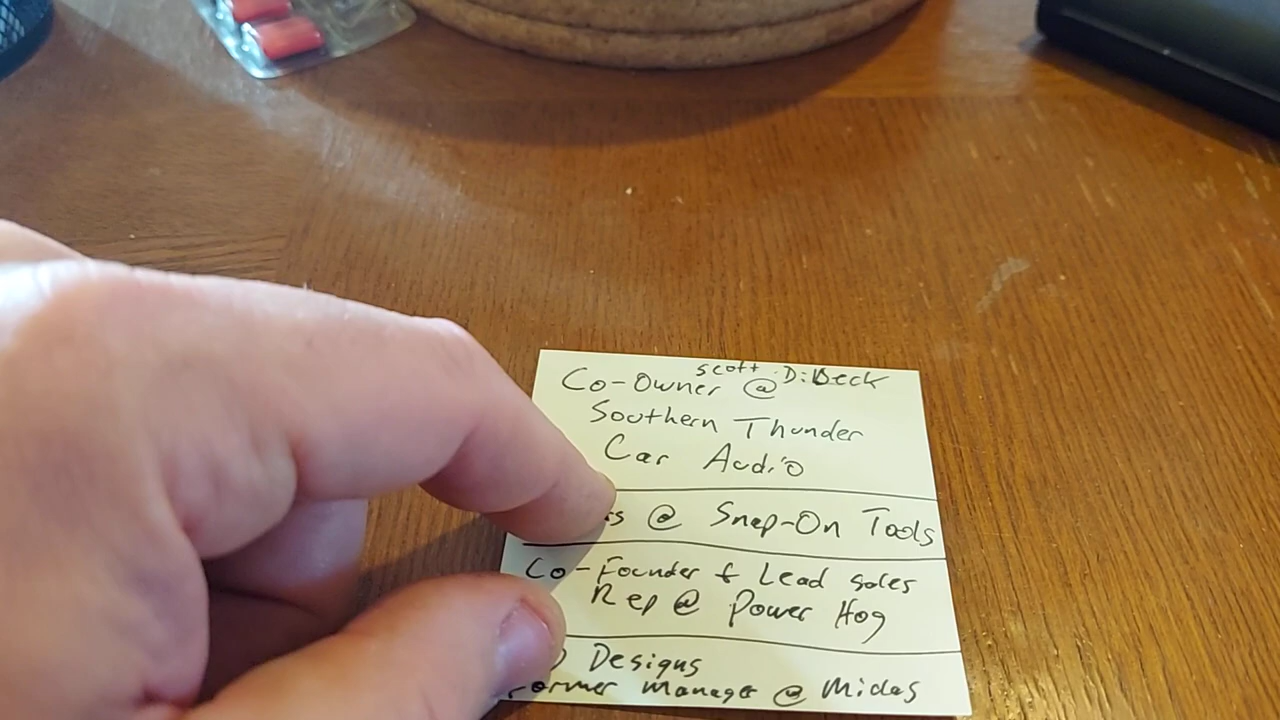 Scott DiBeck
Co-Owner @
Southern Thunder
Car Audio
@ Snap-On Tools
Co-Founder & Lead sales
Rep @ Power Hog
Designs
Former Manager @ Midas